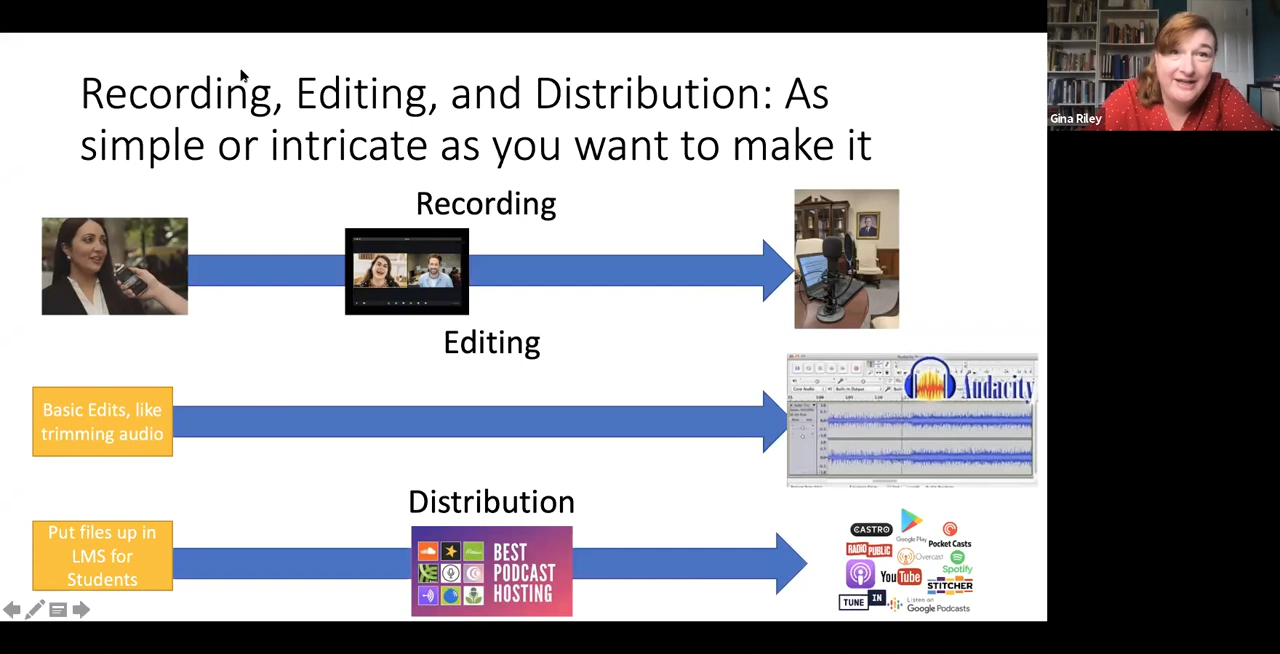 Recording, Editing, and Distribution: As
simple or intricate as you want to make it
Gina Riley
Recording
Editing
Basic Edits, like
trimming audio
Audacity
Distribution
Put files up in
LMS for
Students
BEST
PODCAST
HOSTING
CASTRO
Google Play
Pocket Casts
RADIO PUBLIC
Overcast
Spotify
YouTube
STITCHER
TUNE IN
Listen on
Google Podcasts